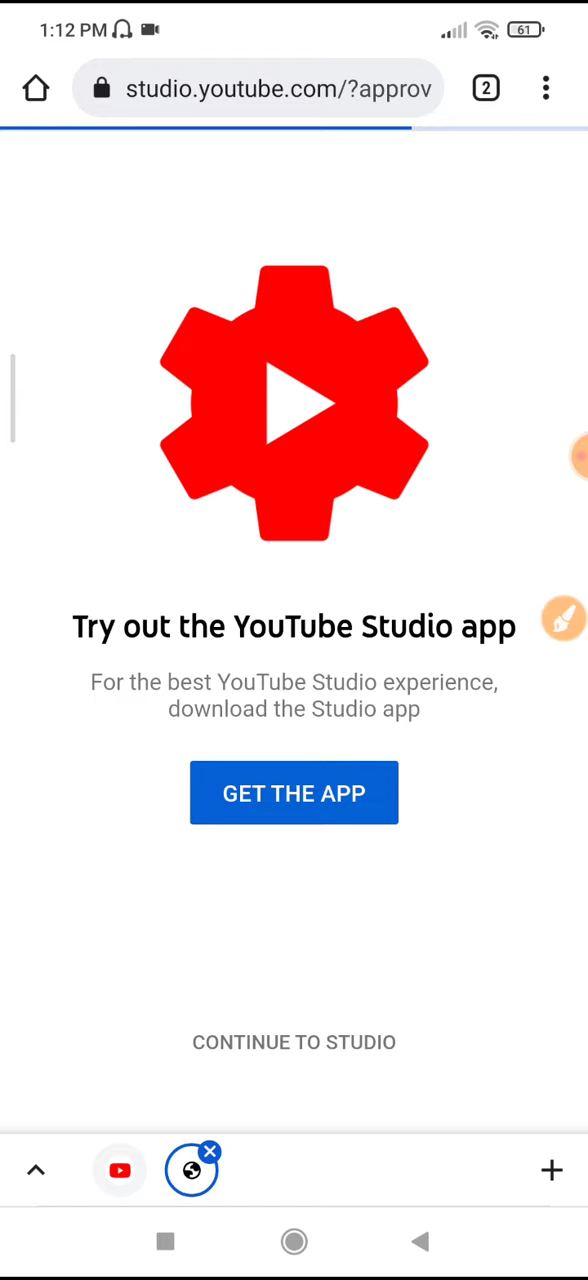 1:12 PM
61
studio.youtube.com/?approv
2
Try out the YouTube Studio app
For the best YouTube Studio experience,
download the Studio app
GET THE APP
CONTINUE TO STUDIO